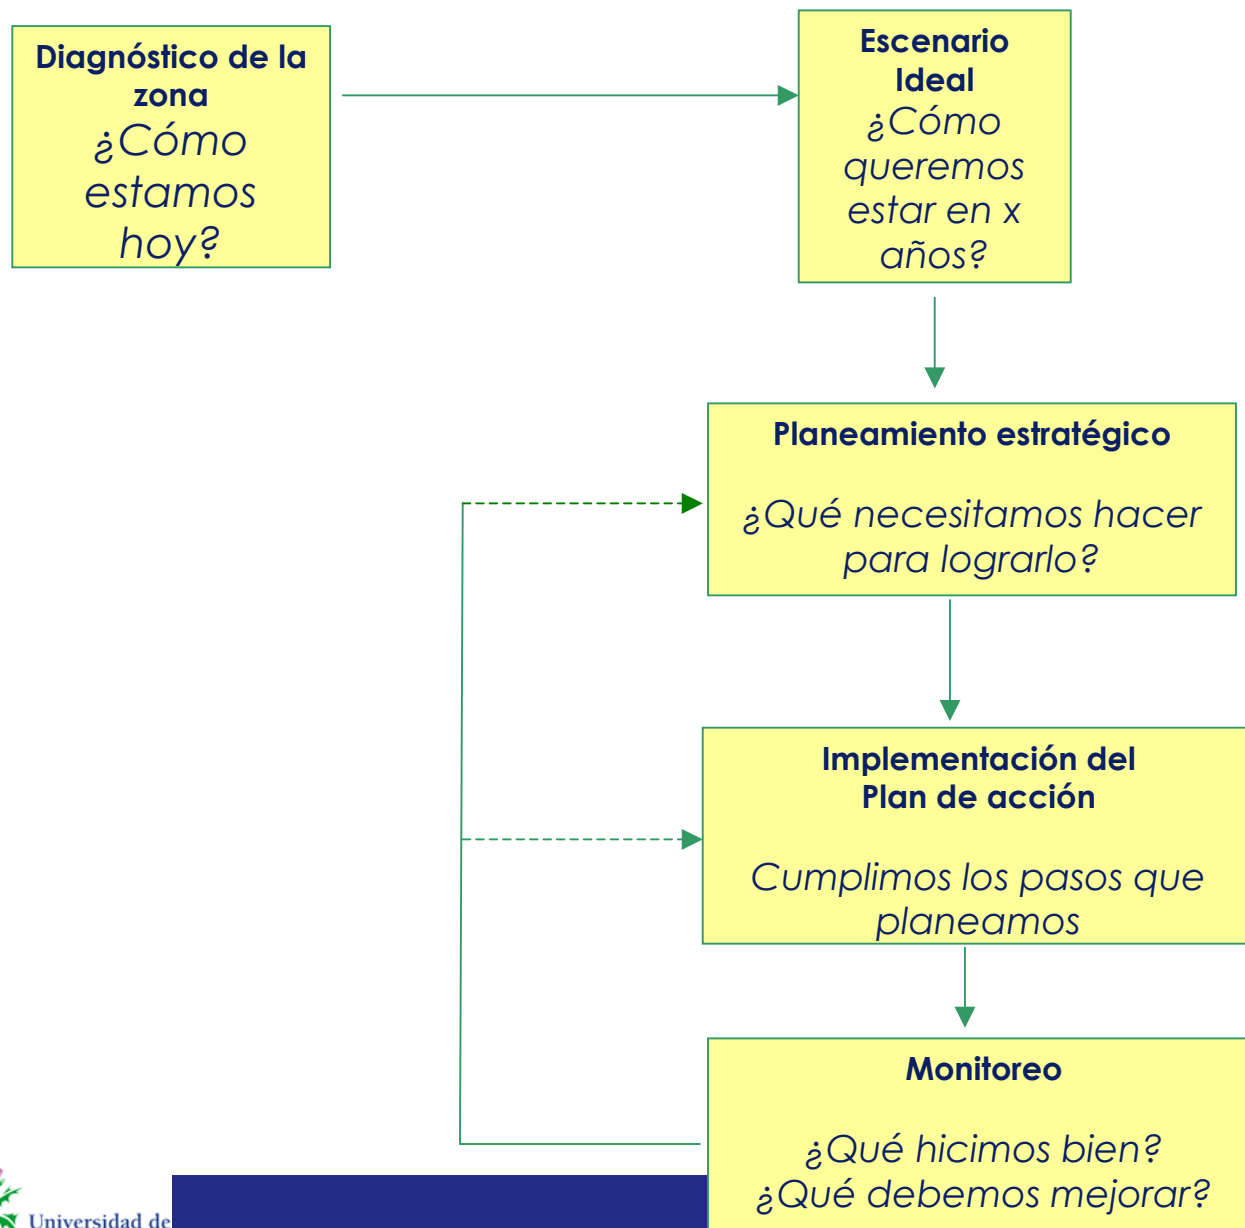 Diagnóstico de la
zona
¿Cómo
estamos
hoy?
Escenario
Ideal
¿Cómo
queremos
estar en x
años?
Planeamiento estratégico
¿Qué necesitamos hacer
para lograrlo?
Implementación del
Plan de acción
Cumplimos los pasos que
planeamos
Monitoreo
¿Qué hicimos bien?
¿Qué debemos mejorar?
Universidad de